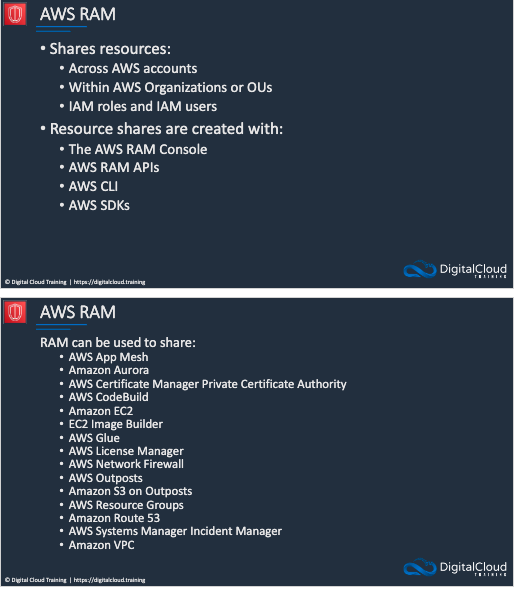 AWS RAM
• Shares resources:
• Across AWS accounts
• Within AWS Organizations or OUs
• IAM roles and IAM users
• Resource shares are created with:
• The AWS RAM Console
• AWS RAM APIs
• AWS CLI
• AWS SDKs
DigitalCloud
TRAINING
© Digital Cloud Training | https://digitalcloud.training
AWS RAM
RAM can be used to share:
• AWS App Mesh
• Amazon Aurora
• AWS Certificate Manager Private Certificate Authority
• AWS CodeBuild
• Amazon EC2
• EC2 Image Builder
• AWS Glue
• AWS License Manager
• AWS Network Firewall
• AWS Outposts
• Amazon S3 on Outposts
• AWS Resource Groups
• Amazon Route 53
• AWS Systems Manager Incident Manager
• Amazon VPC
DigitalCloud
TRAINING
© Digital Cloud Training | https://digitalcloud.training